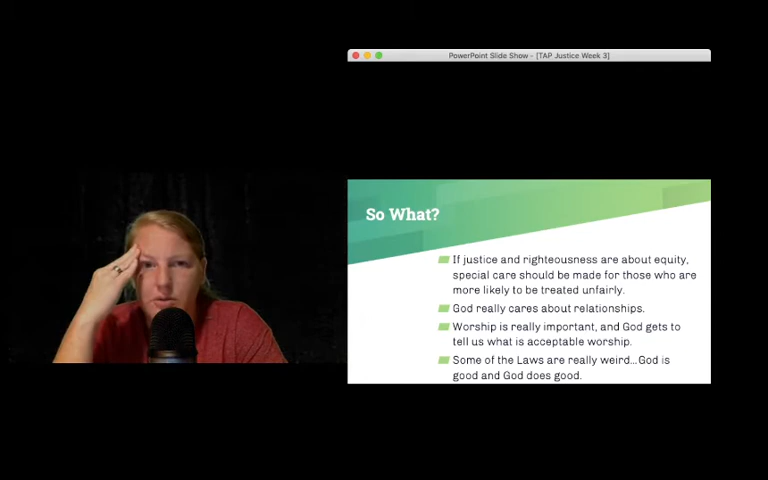 PowerPoint Slide Show - [TAP Justice Week 3]
So What?
If justice and righteousness are about equity,
special care should be made for those who are
more likely to be treated unfairly.
God really cares about relationships.
Worship is really important, and God gets to
tell us what is acceptable worship.
Some of the Laws are really weird...God is
good and God does good.